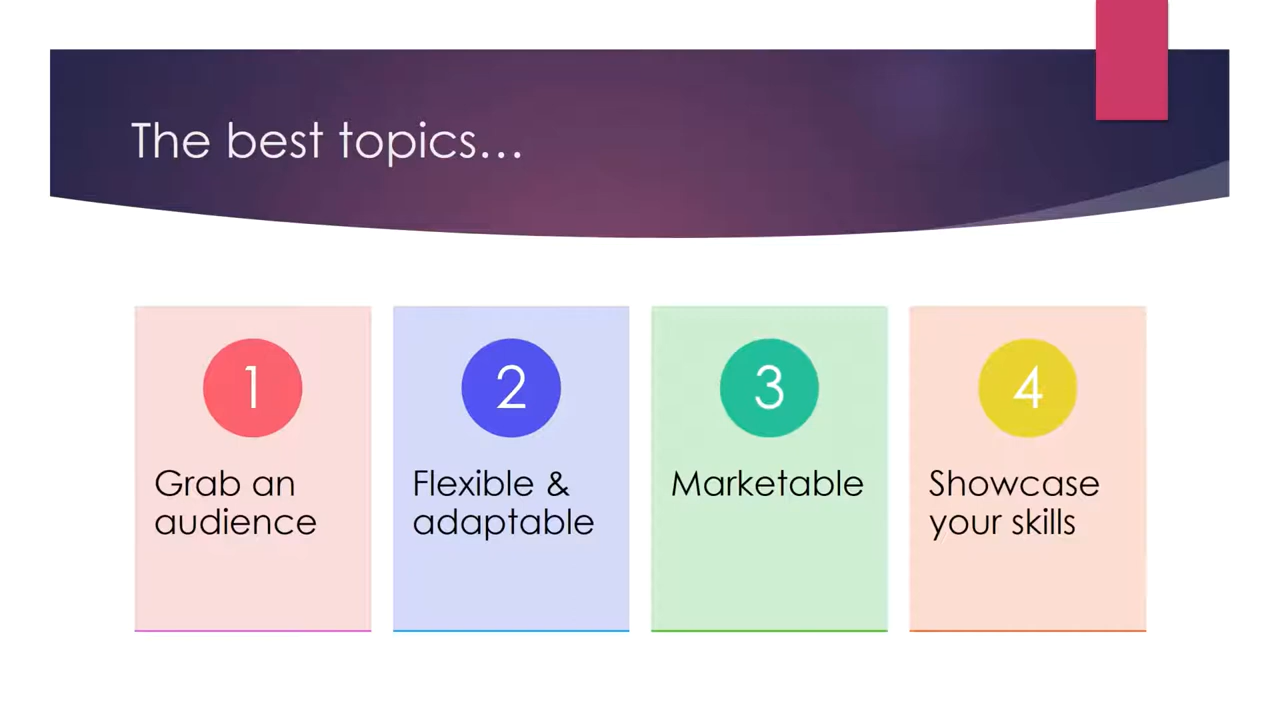 The best topics…
1
Grab an
audience
2
Flexible &
adaptable
3
Marketable
4
Showcase
your skills